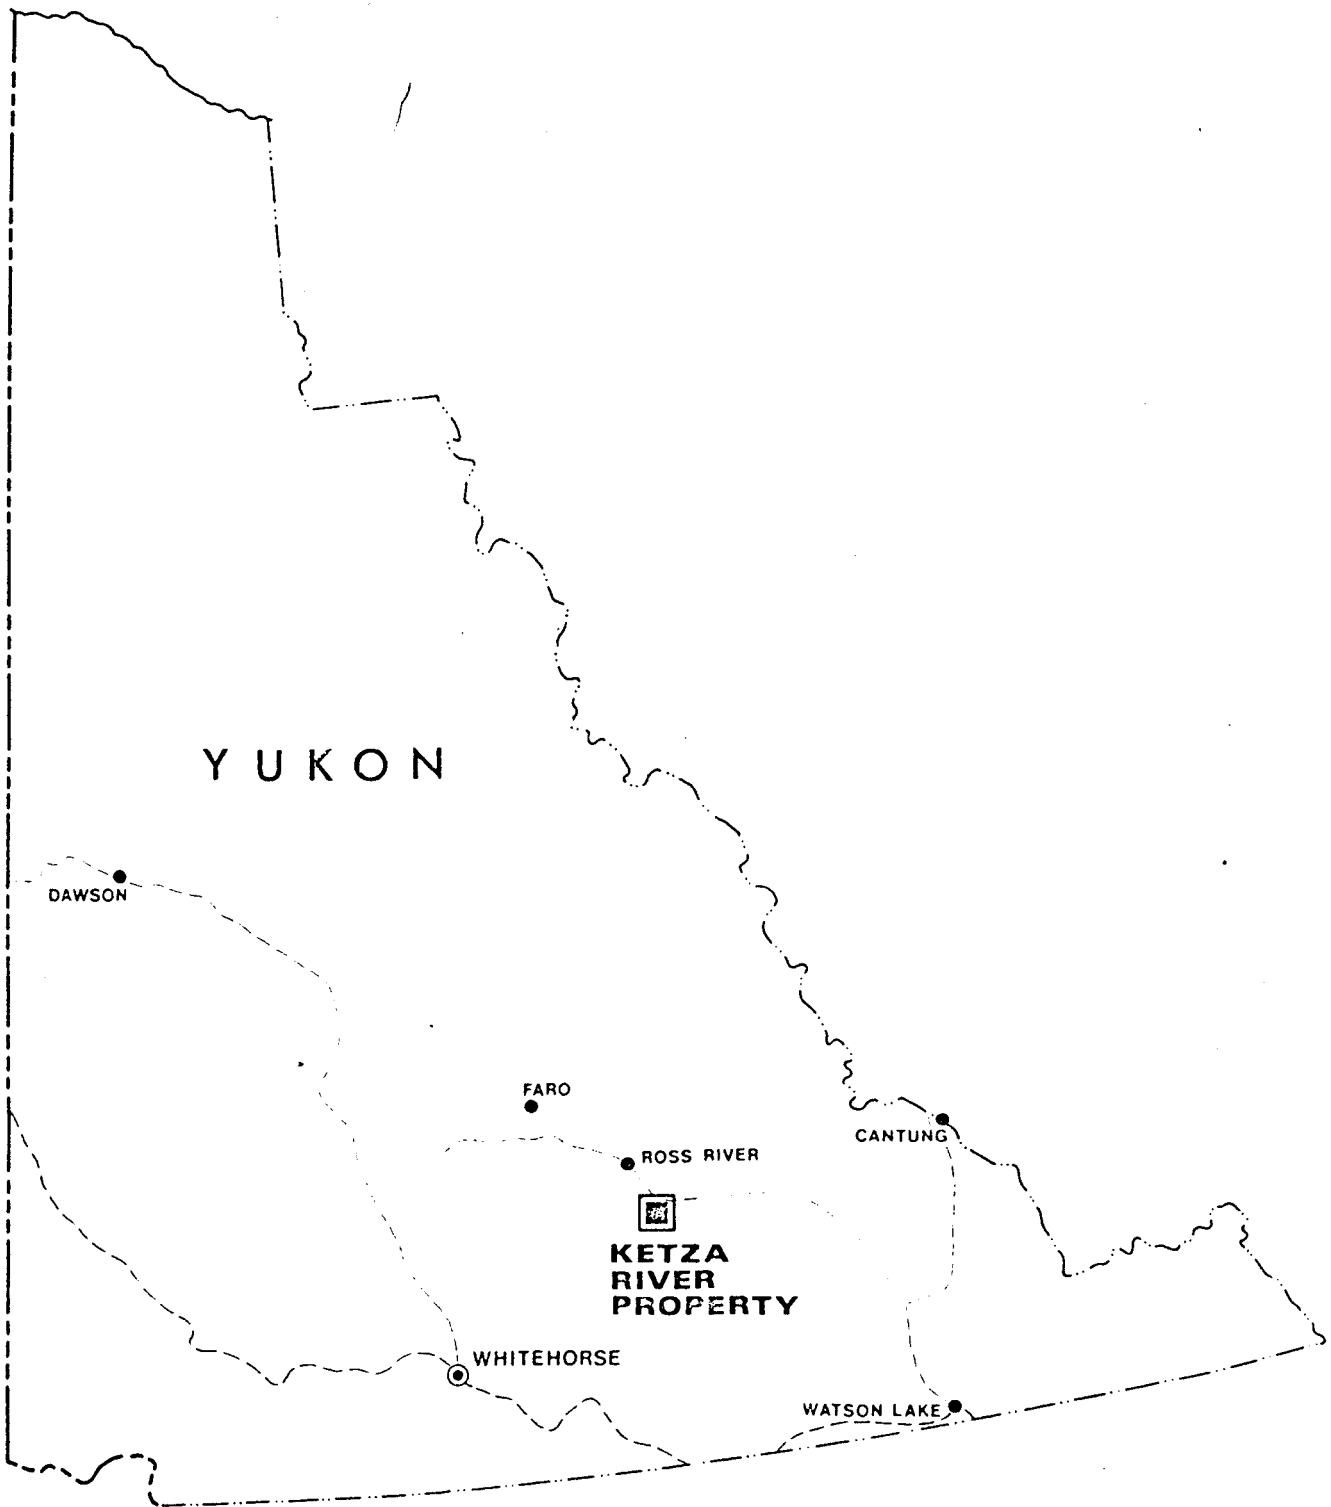 YUKON
DAWSON
FARO
CANTUNG
ROSS RIVER
KETZA
RIVER
PROPERTY
WHITEHORSE
WATSON LAKE